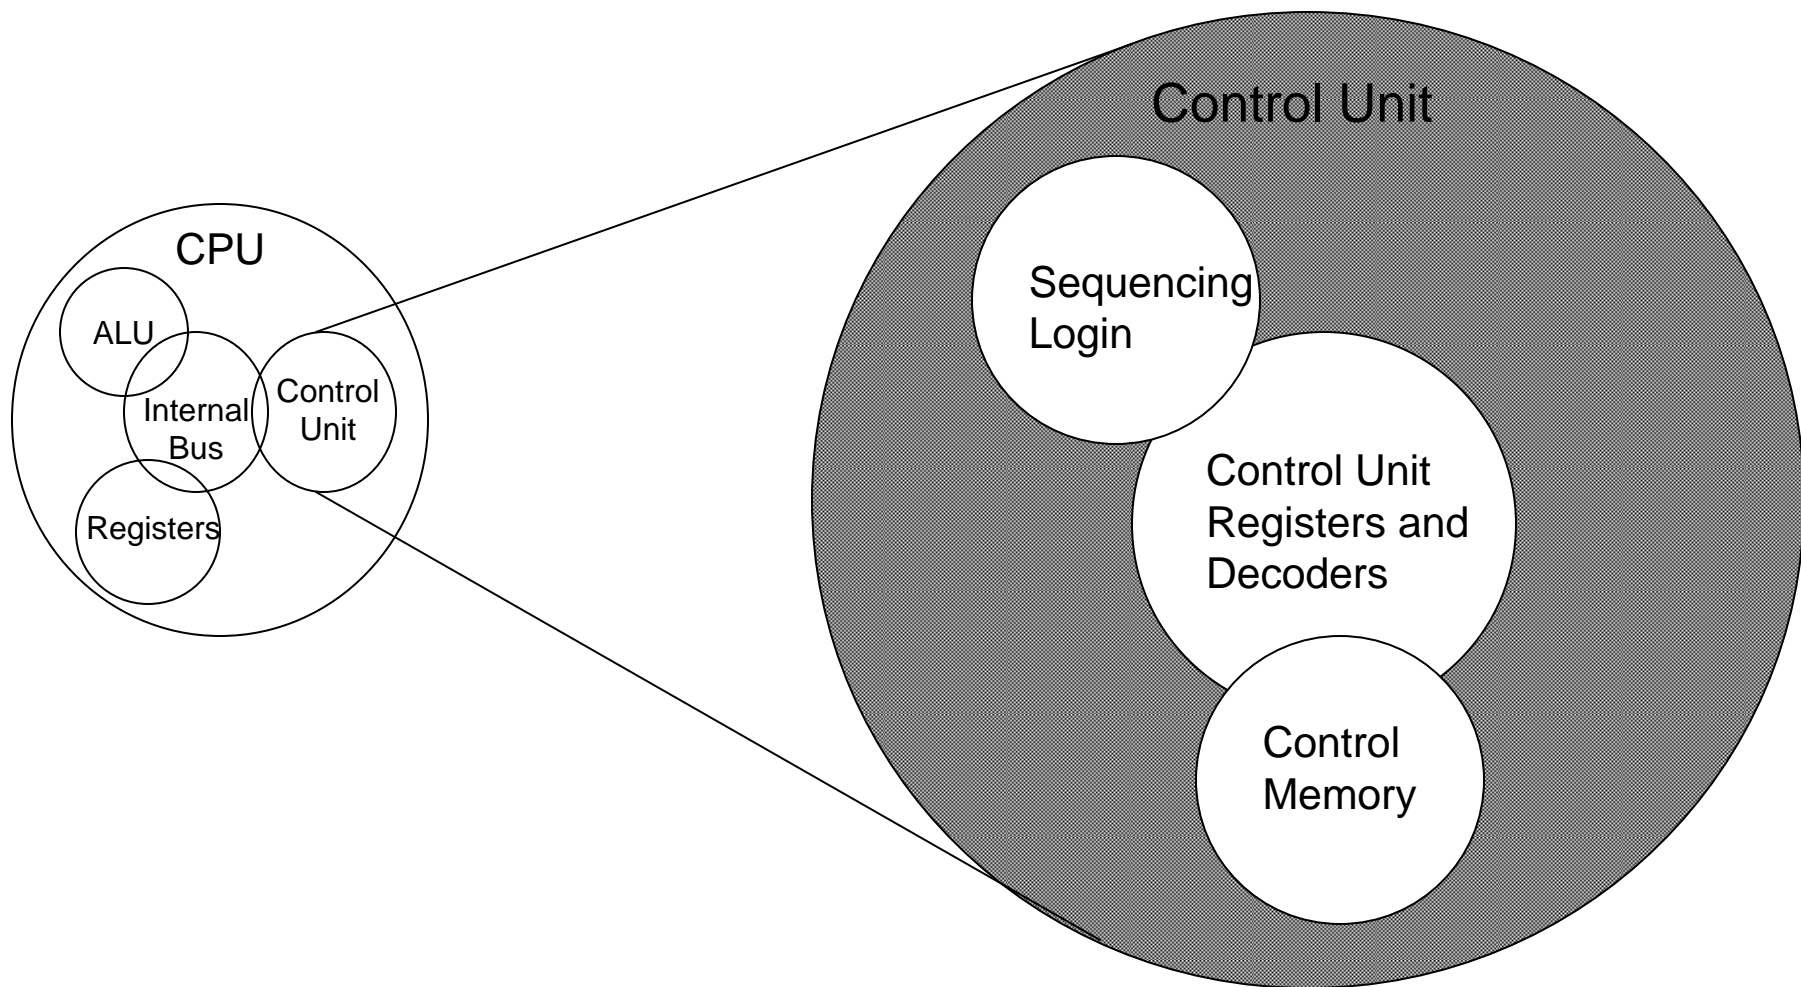 CPU
ALU
Internal
Bus
Control
Unit
Registers
Control Unit
Sequencing
Login
Control Unit
Registers and
Decoders
Control
Memory